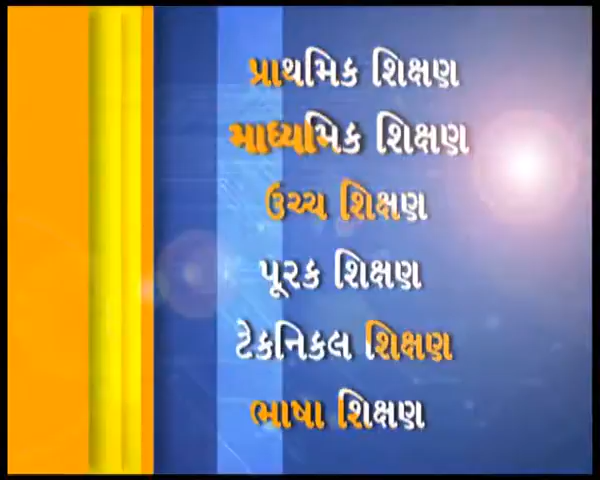 પ્રાથમિક શિક્ષણ
માધ્યમિક શિક્ષણ
ઉચ્ચ શિક્ષણ
પૂરક શિક્ષણ
ટેકનિકલ શિક્ષણ
ભાષા શિક્ષણ